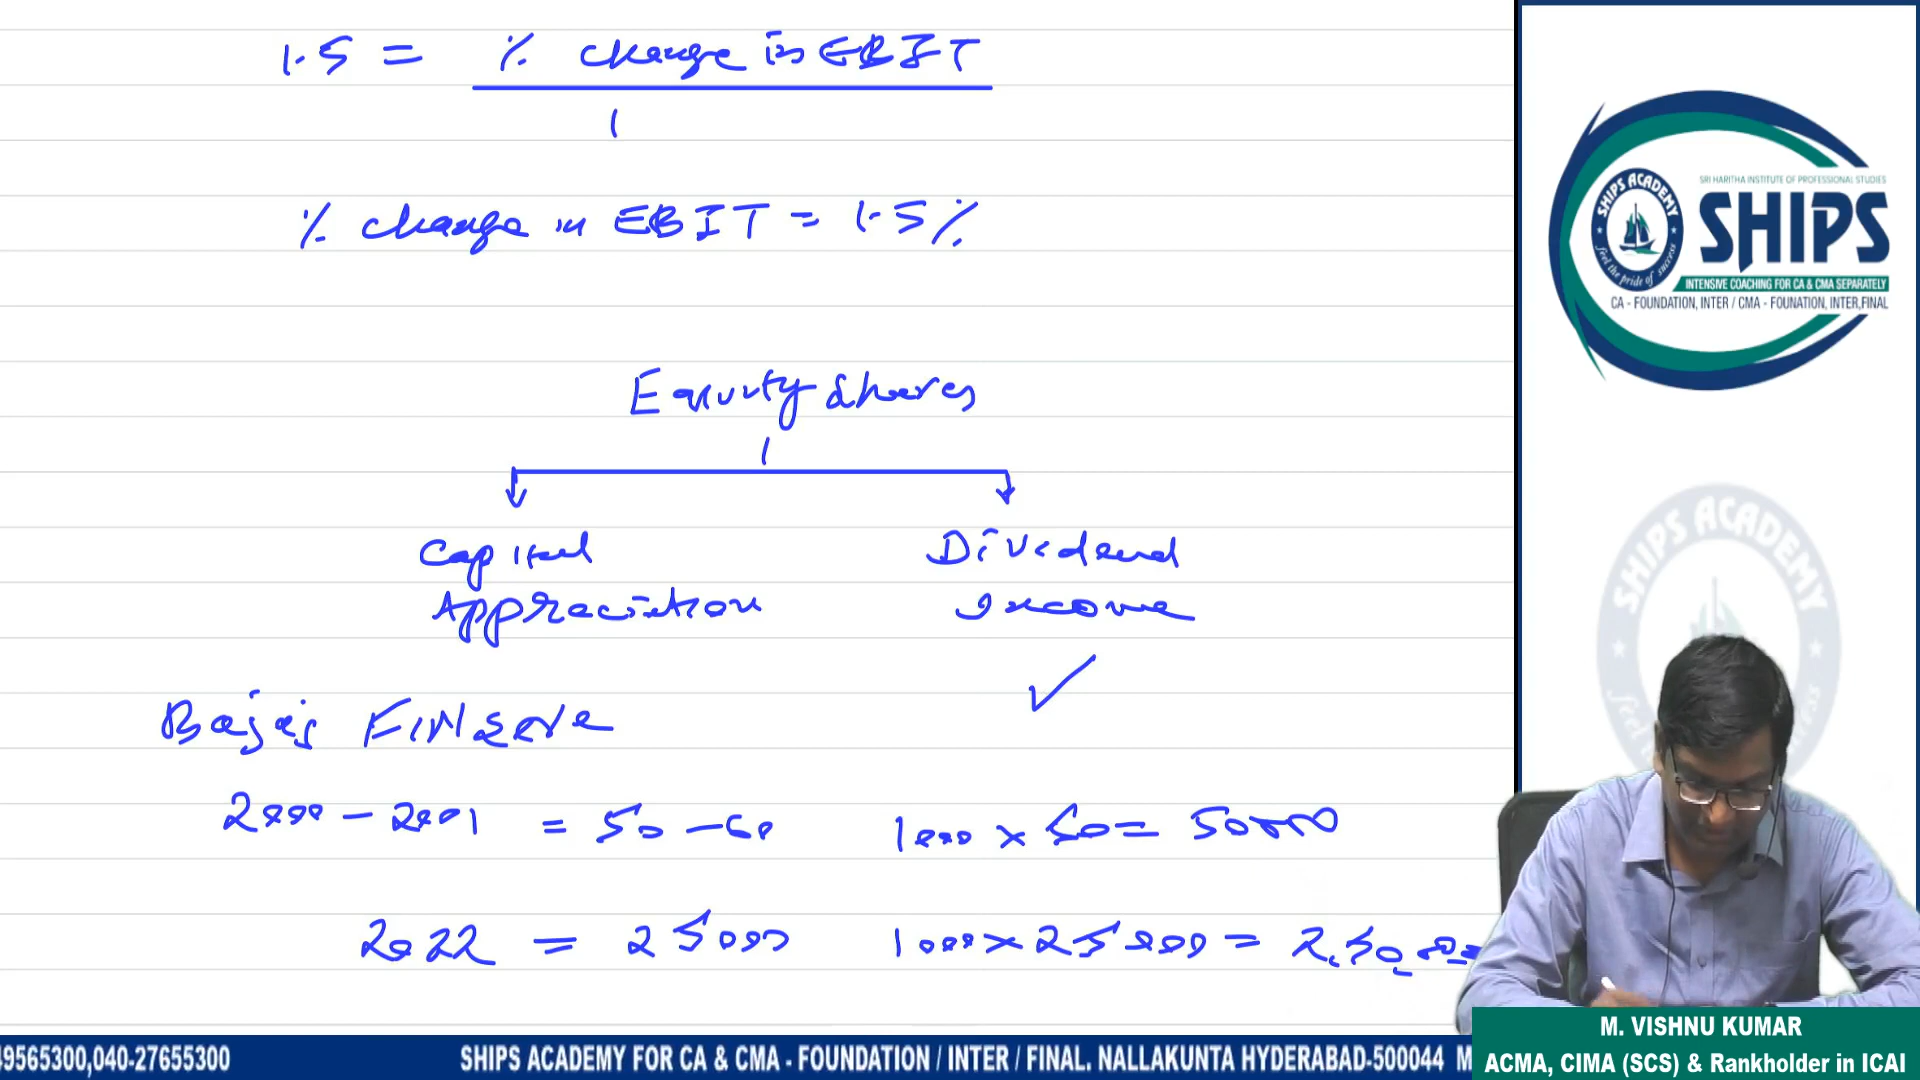 1.5 = % change in EBIT
1
% change in EBIT = 1.5%
Equity Shares
Capital
Appreciation
Dividend
Income
Bajaj FINserve
2000 - 2001 = 50 - 60 1000 x 50 = 50000
2022 = 25000 1000 x 25000 = 2,50,00
SRI HARITHA INSTITUTE OF PROFESSIONAL STUDIES
SHIPS ACADEMY
feel the pride of success
SHIPS
INTENSIVE COACHING FOR CA & CMA SEPARATELY
CA - FOUNDATION, INTER / CMA - FOUNATION, INTER,FINAL
SHIPS ACADEMY
M. VISHNU KUMAR
ACMA, CIMA (SCS) & Rankholder in ICAI
49565300,040-27655300 SHIPS ACADEMY FOR CA & CMA - FOUNDATION / INTER / FINAL. NALLAKUNTA HYDERABAD-500044 M